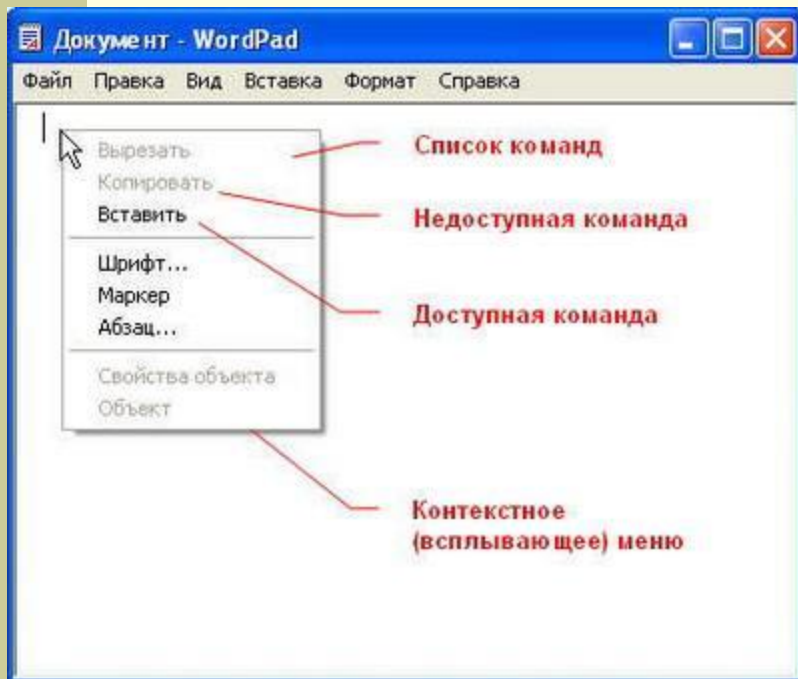 Документ - WordPad
Файл Правка Вид Вставка Формат Справка
Вырезать
Копировать
Вставить
Шрифт...
Маркер
Абзац...
Свойства объекта
Объект
Список команд
Недоступная команда
Доступная команда
Контекстное
(всплывающее) меню